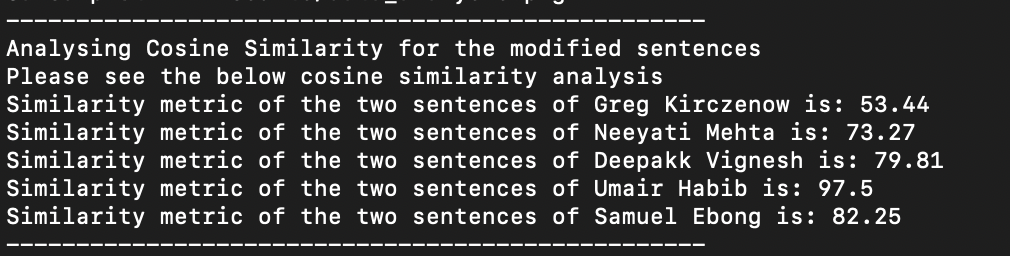 Analysing Cosine Similarity for the modified sentences
Please see the below cosine similarity analysis
Similarity metric of the two sentences of Greg Kirczenow is: 53.44
Similarity metric of the two sentences of Neeyati Mehta is: 73.27
Similarity metric of the two sentences of Deepakk Vignesh is: 79.81
Similarity metric of the two sentences of Umair Habib is: 97.5
Similarity metric of the two sentences of Samuel Ebong is: 82.25